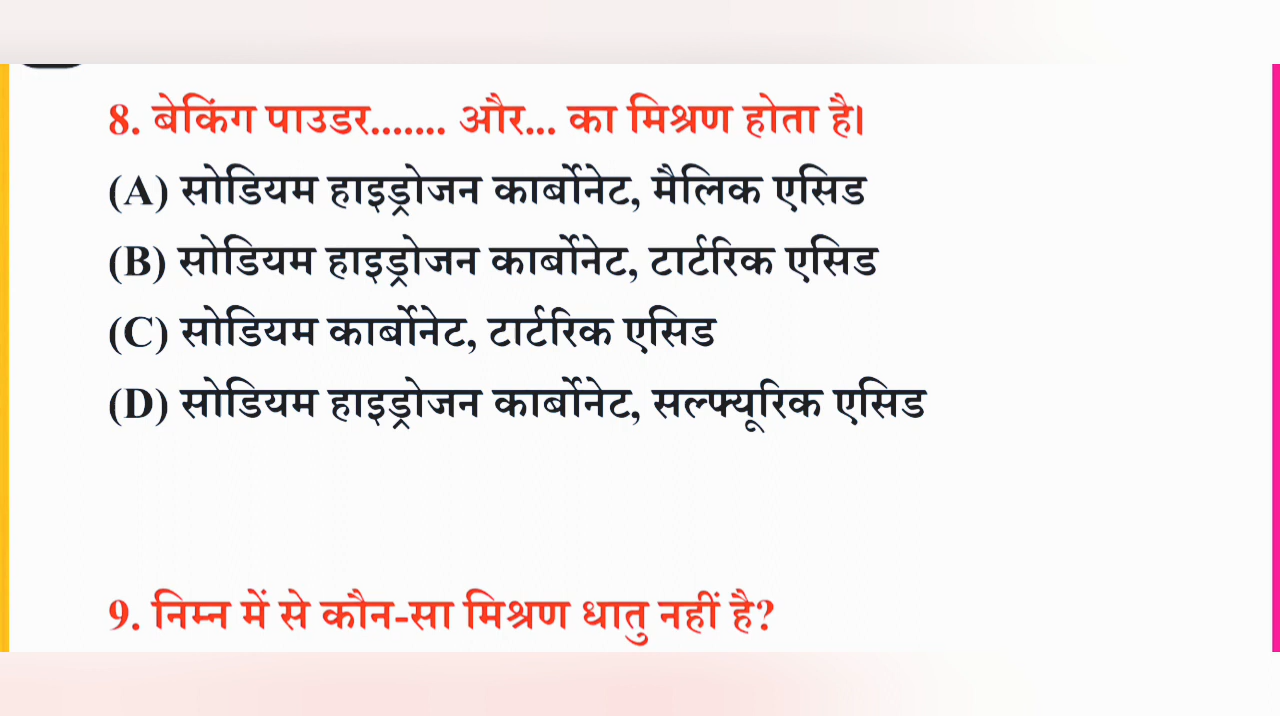 8. बेकिंग पाउडर....... और... का मिश्रण होता है।
(A) सोडियम हाइड्रोजन कार्बोनेट, मैलिक एसिड
(B) सोडियम हाइड्रोजन कार्बोनेट, टार्टरिक एसिड
(C) सोडियम कार्बोनेट, टार्टरिक एसिड
(D) सोडियम हाइड्रोजन कार्बोनेट, सल्फ्यूरिक एसिड
9. निम्न में से कौन-सा मिश्रण धातु नहीं है?